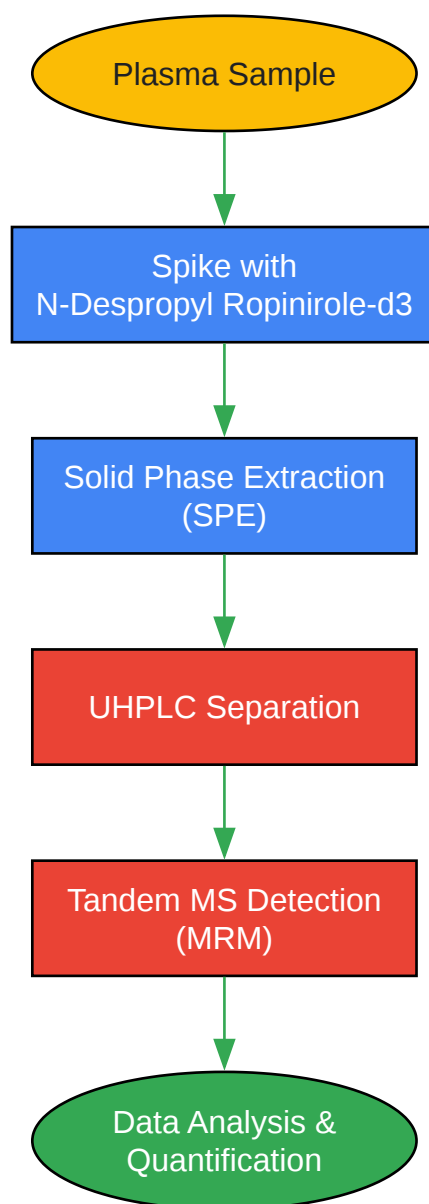 Plasma Sample
Spike with
N-Despropyl Ropinirole-d3
Solid Phase Extraction
(SPE)
UHPLC Separation
Tandem MS Detection
(MRM)
Data Analysis &
Quantification